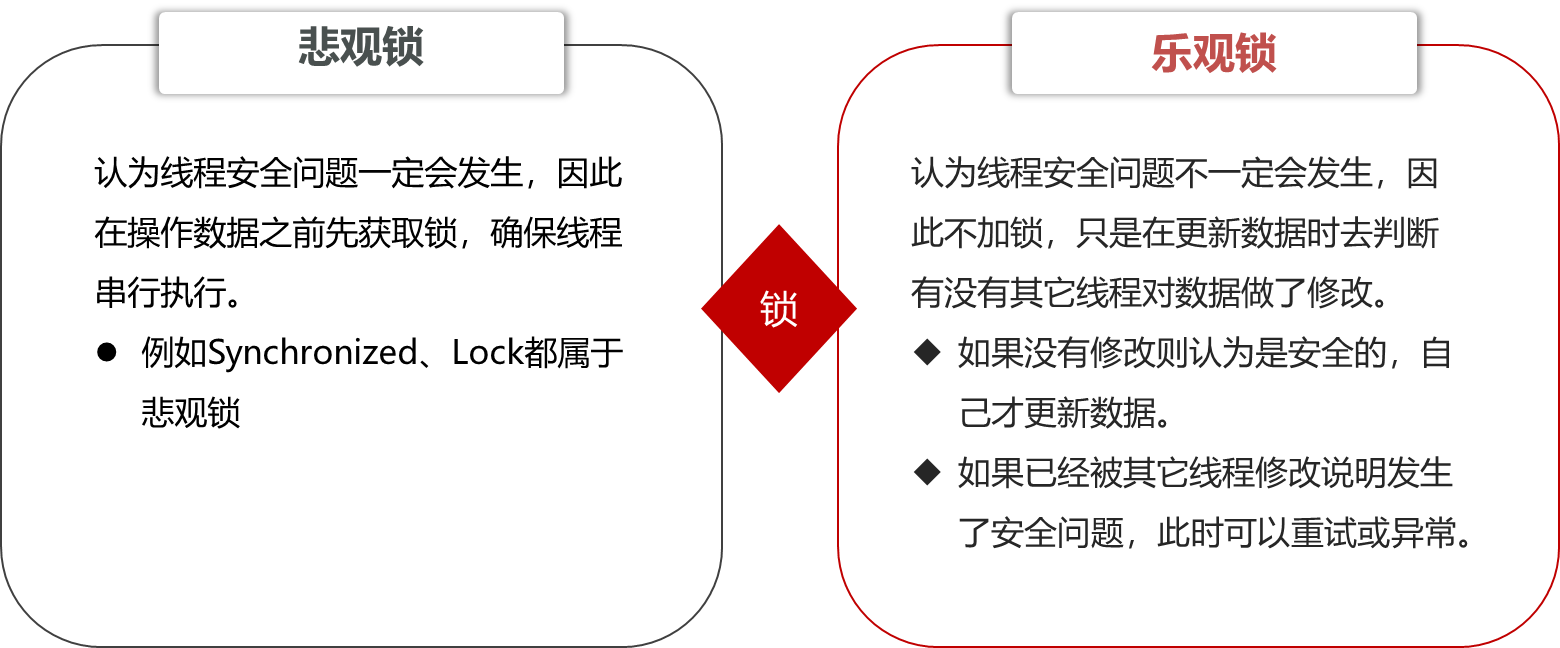 悲观锁
认为线程安全问题一定会发生，因此
在操作数据之前先获取锁，确保线程
串行执行。
● 例如Synchronized、Lock都属于
悲观锁
锁
乐观锁
认为线程安全问题不一定会发生，因
此不加锁，只是在更新数据时去判断
有没有其它线程对数据做了修改。
◆ 如果没有修改则认为是安全的，自
己才更新数据。
◆ 如果已经被其它线程修改说明发生
了安全问题，此时可以重试或异常。